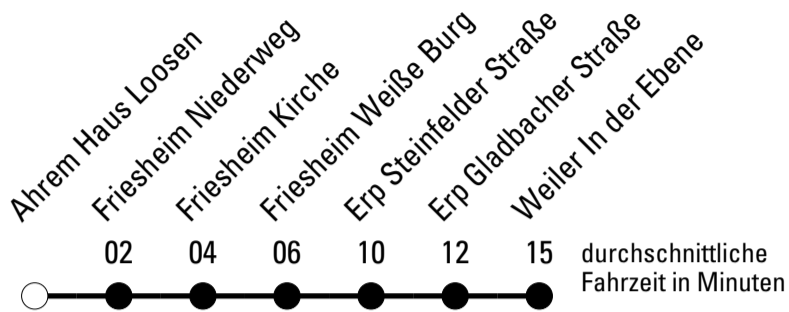 Ahrem Haus Loosen
Friesheim Niederweg
Friesheim Kirche
Friesheim Weiße Burg
Erp Steinfelder Straße
Erp Gladbacher Straße
Weiler In der Ebene
02 04 06 10 12 15 durchschnittliche
Fahrzeit in Minuten